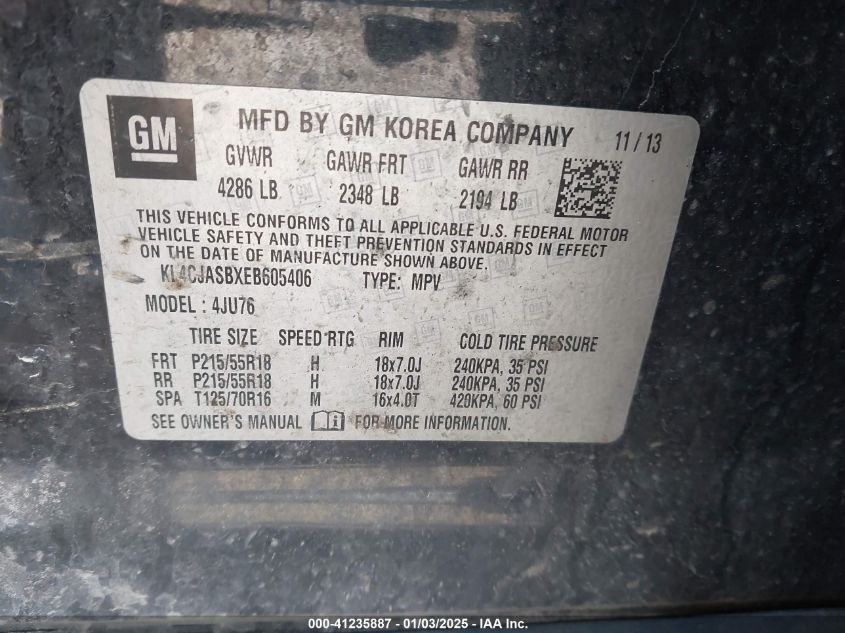 GM
MFD BY GM KOREA COMPANY 11 / 13
GVWR GAWR FRT GAWR RR
4286 LB 2348 LB 2194 LB
THIS VEHICLE CONFORMS TO ALL APPLICABLE U.S. FEDERAL MOTOR
VEHICLE SAFETY AND THEFT PREVENTION STANDARDS IN EFFECT
ON THE DATE OF MANUFACTURE SHOWN ABOVE.
KL4CJASBXEB605406 TYPE: MPV
MODEL : 4JU76
TIRE SIZE SPEED RTG RIM COLD TIRE PRESSURE
FRT P215/55R18 H 18x7.0J 240KPA, 35 PSI
RR P215/55R18 H 18x7.0J 240KPA, 35 PSI
SPA T125/70R16 M 16x4.0T 420KPA, 60 PSI
SEE OWNER'S MANUAL FOR MORE INFORMATION.
000-41235887 - 01/03/2025 - IAA Inc.